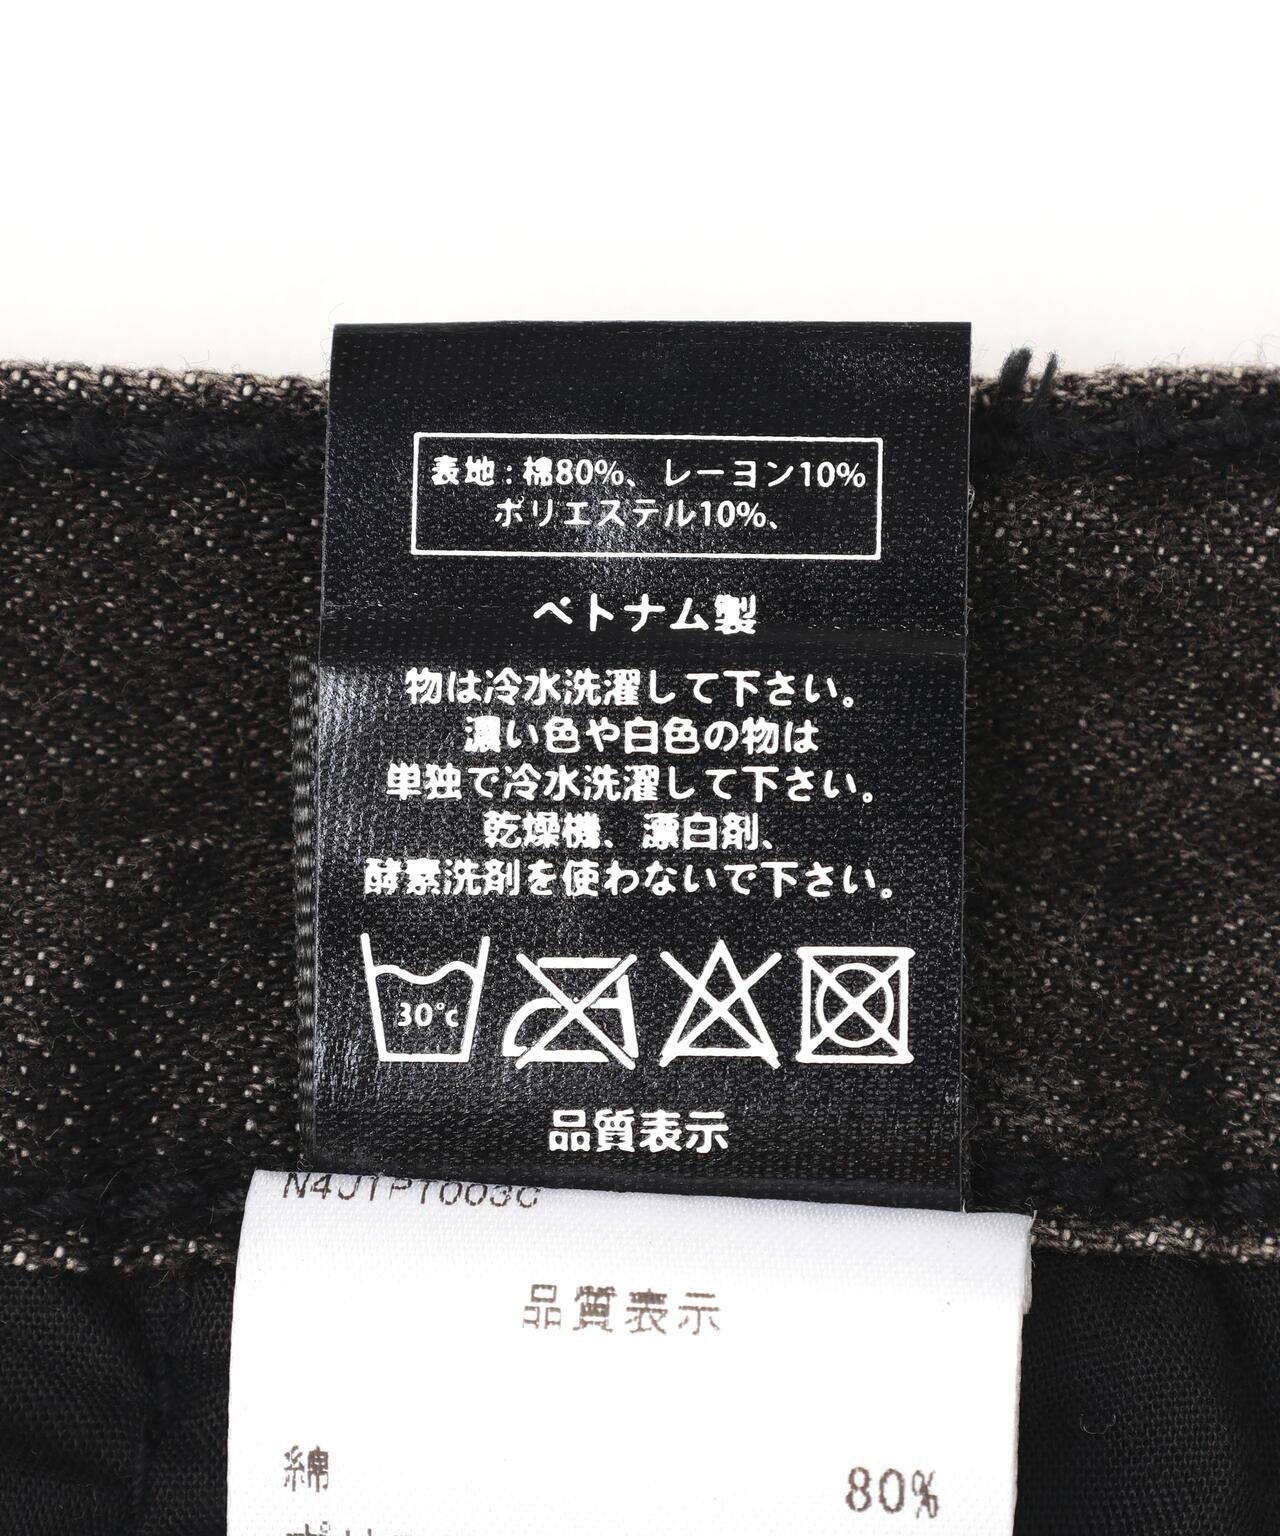 表地：棉80%、レーヨン10%
ポリエステル10%、
ベトナム製
物は冷水洗濯して下さい。
濃い色や白色の物は
単独で冷水洗濯して下さい。
乾燥機、漂白剤、
酵素洗剤を使わないで下さい。
30°c
品質表示
N4J1PT003C
品質表示
綿 80%